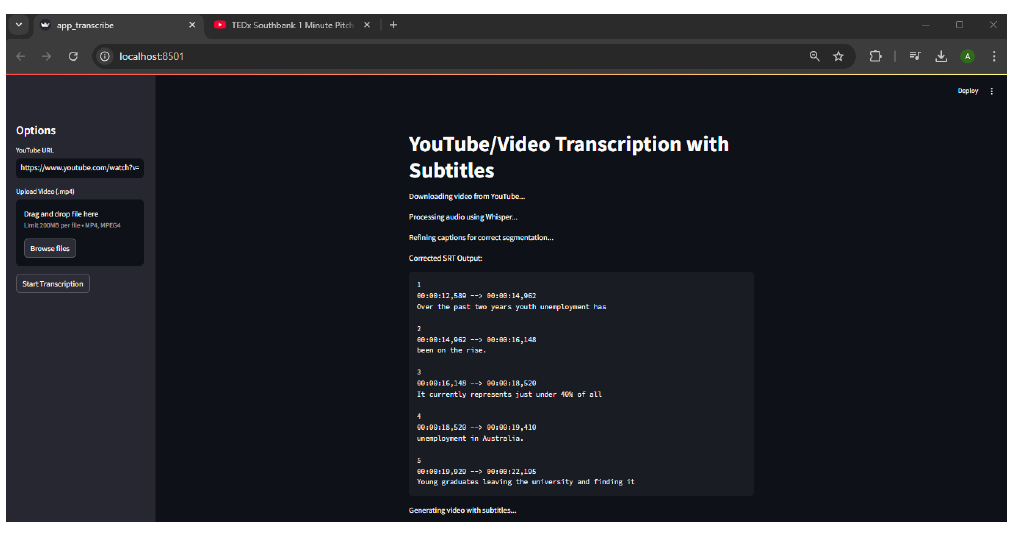 app_transcribe
TEDx Southbank 1 Minute Pitch
localhost:8501
A
Deploy
Options
YouTube URL
https://www.youtube.com/watch?v=
Upload Video (.mp4)
Drag and drop file here
Limit 200MB per file • MP4, MPEG4
Browse files
Start Transcription
YouTube/Video Transcription with
Subtitles
Downloading video from YouTube...
Processing audio using Whisper...
Refining captions for correct segmentation...
Corrected SRT Output:
1
00:00:12,589 --> 00:00:14,962
Over the past two years youth unemployment has
2
00:00:14,962 --> 00:00:16,148
been on the rise.
3
00:00:16,148 --> 00:00:18,520
It currently represents just under 40% of all
4
00:00:18,520 --> 00:00:19,410
unemployment in Australia.
5
00:00:19,929 --> 00:00:22,195
Young graduates leaving the university and finding it
Generating video with subtitles...